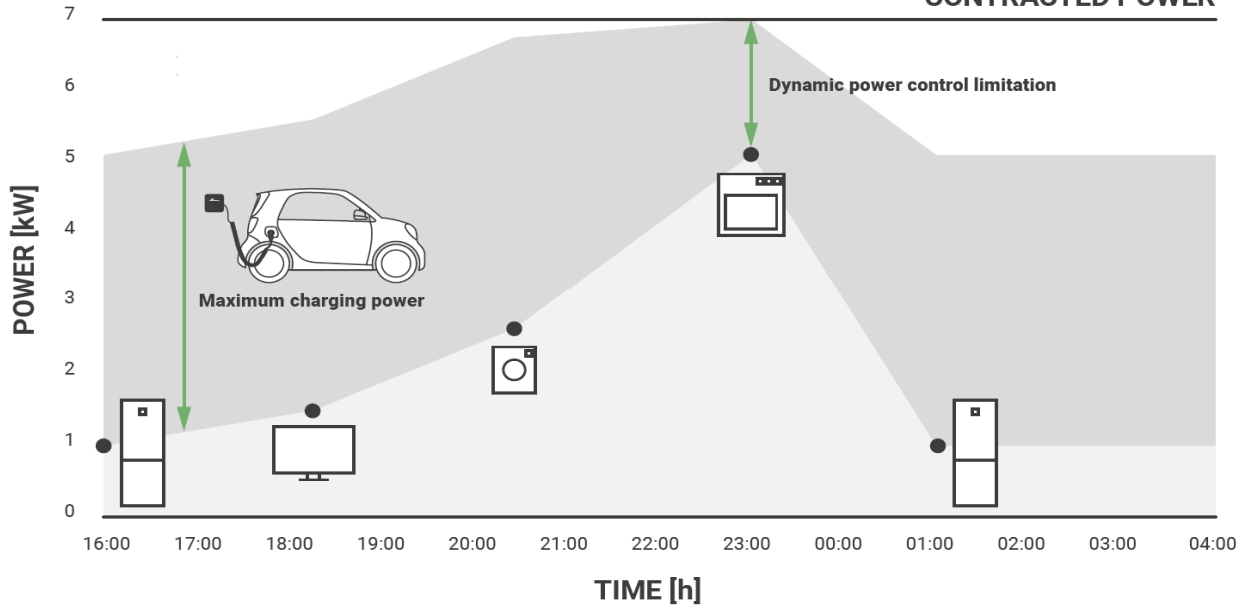 CONTRASTED POWER
7
6
Dynamic power control limitation
5
4
3
Maximum charging power
2
1
0
POWER [kW]
16:00 17:00 18:00 19:00 20:00 21:00 22:00 23:00 00:00 01:00 02:00 03:00 04:00
TIME [h]